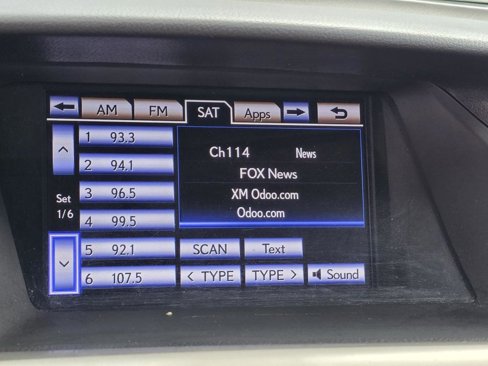 AM FM SAT Apps
1 93.3
2 94.1
3 96.5
4 99.5
5 92.1
6 107.5
Set
1/6
Ch114 News
FOX News
XM Odoo.com
Odoo.com
SCAN Text
< TYPE TYPE > Sound